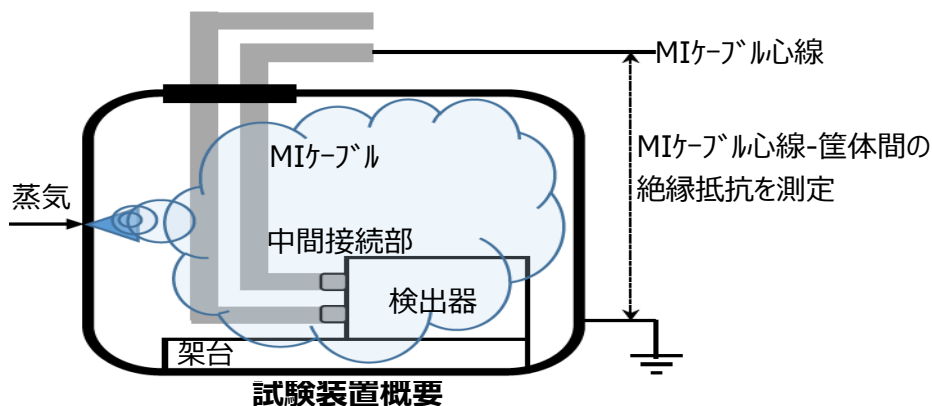 MIｹｰﾌﾞﾙ心線
MIｹｰﾌﾞﾙ
MIｹｰﾌﾞﾙ心線-筐体間の
絶縁抵抗を測定
蒸気
中間接続部
検出器
架台
試験装置概要